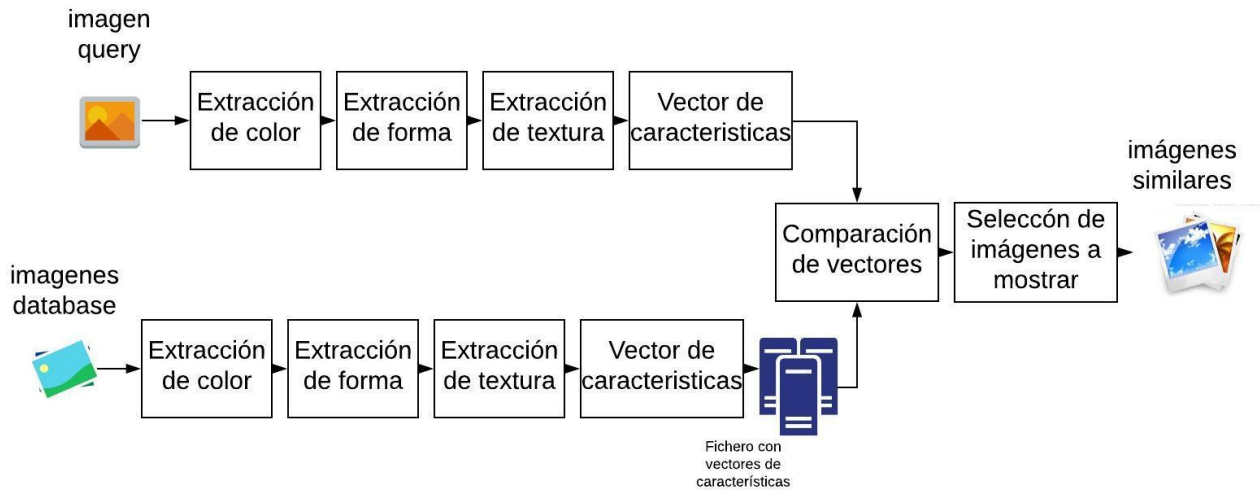 imagen
query
Extracción
de color
Extracción
de forma
Extracción
de textura
Vector de
caracteristicas
imágenes
similares
Comparación
de vectores
Seleccón de
imágenes a
mostrar
imagenes
database
Extracción
de color
Extracción
de forma
Extracción
de textura
Vector de
caracteristicas
Fichero con
vectores de
características